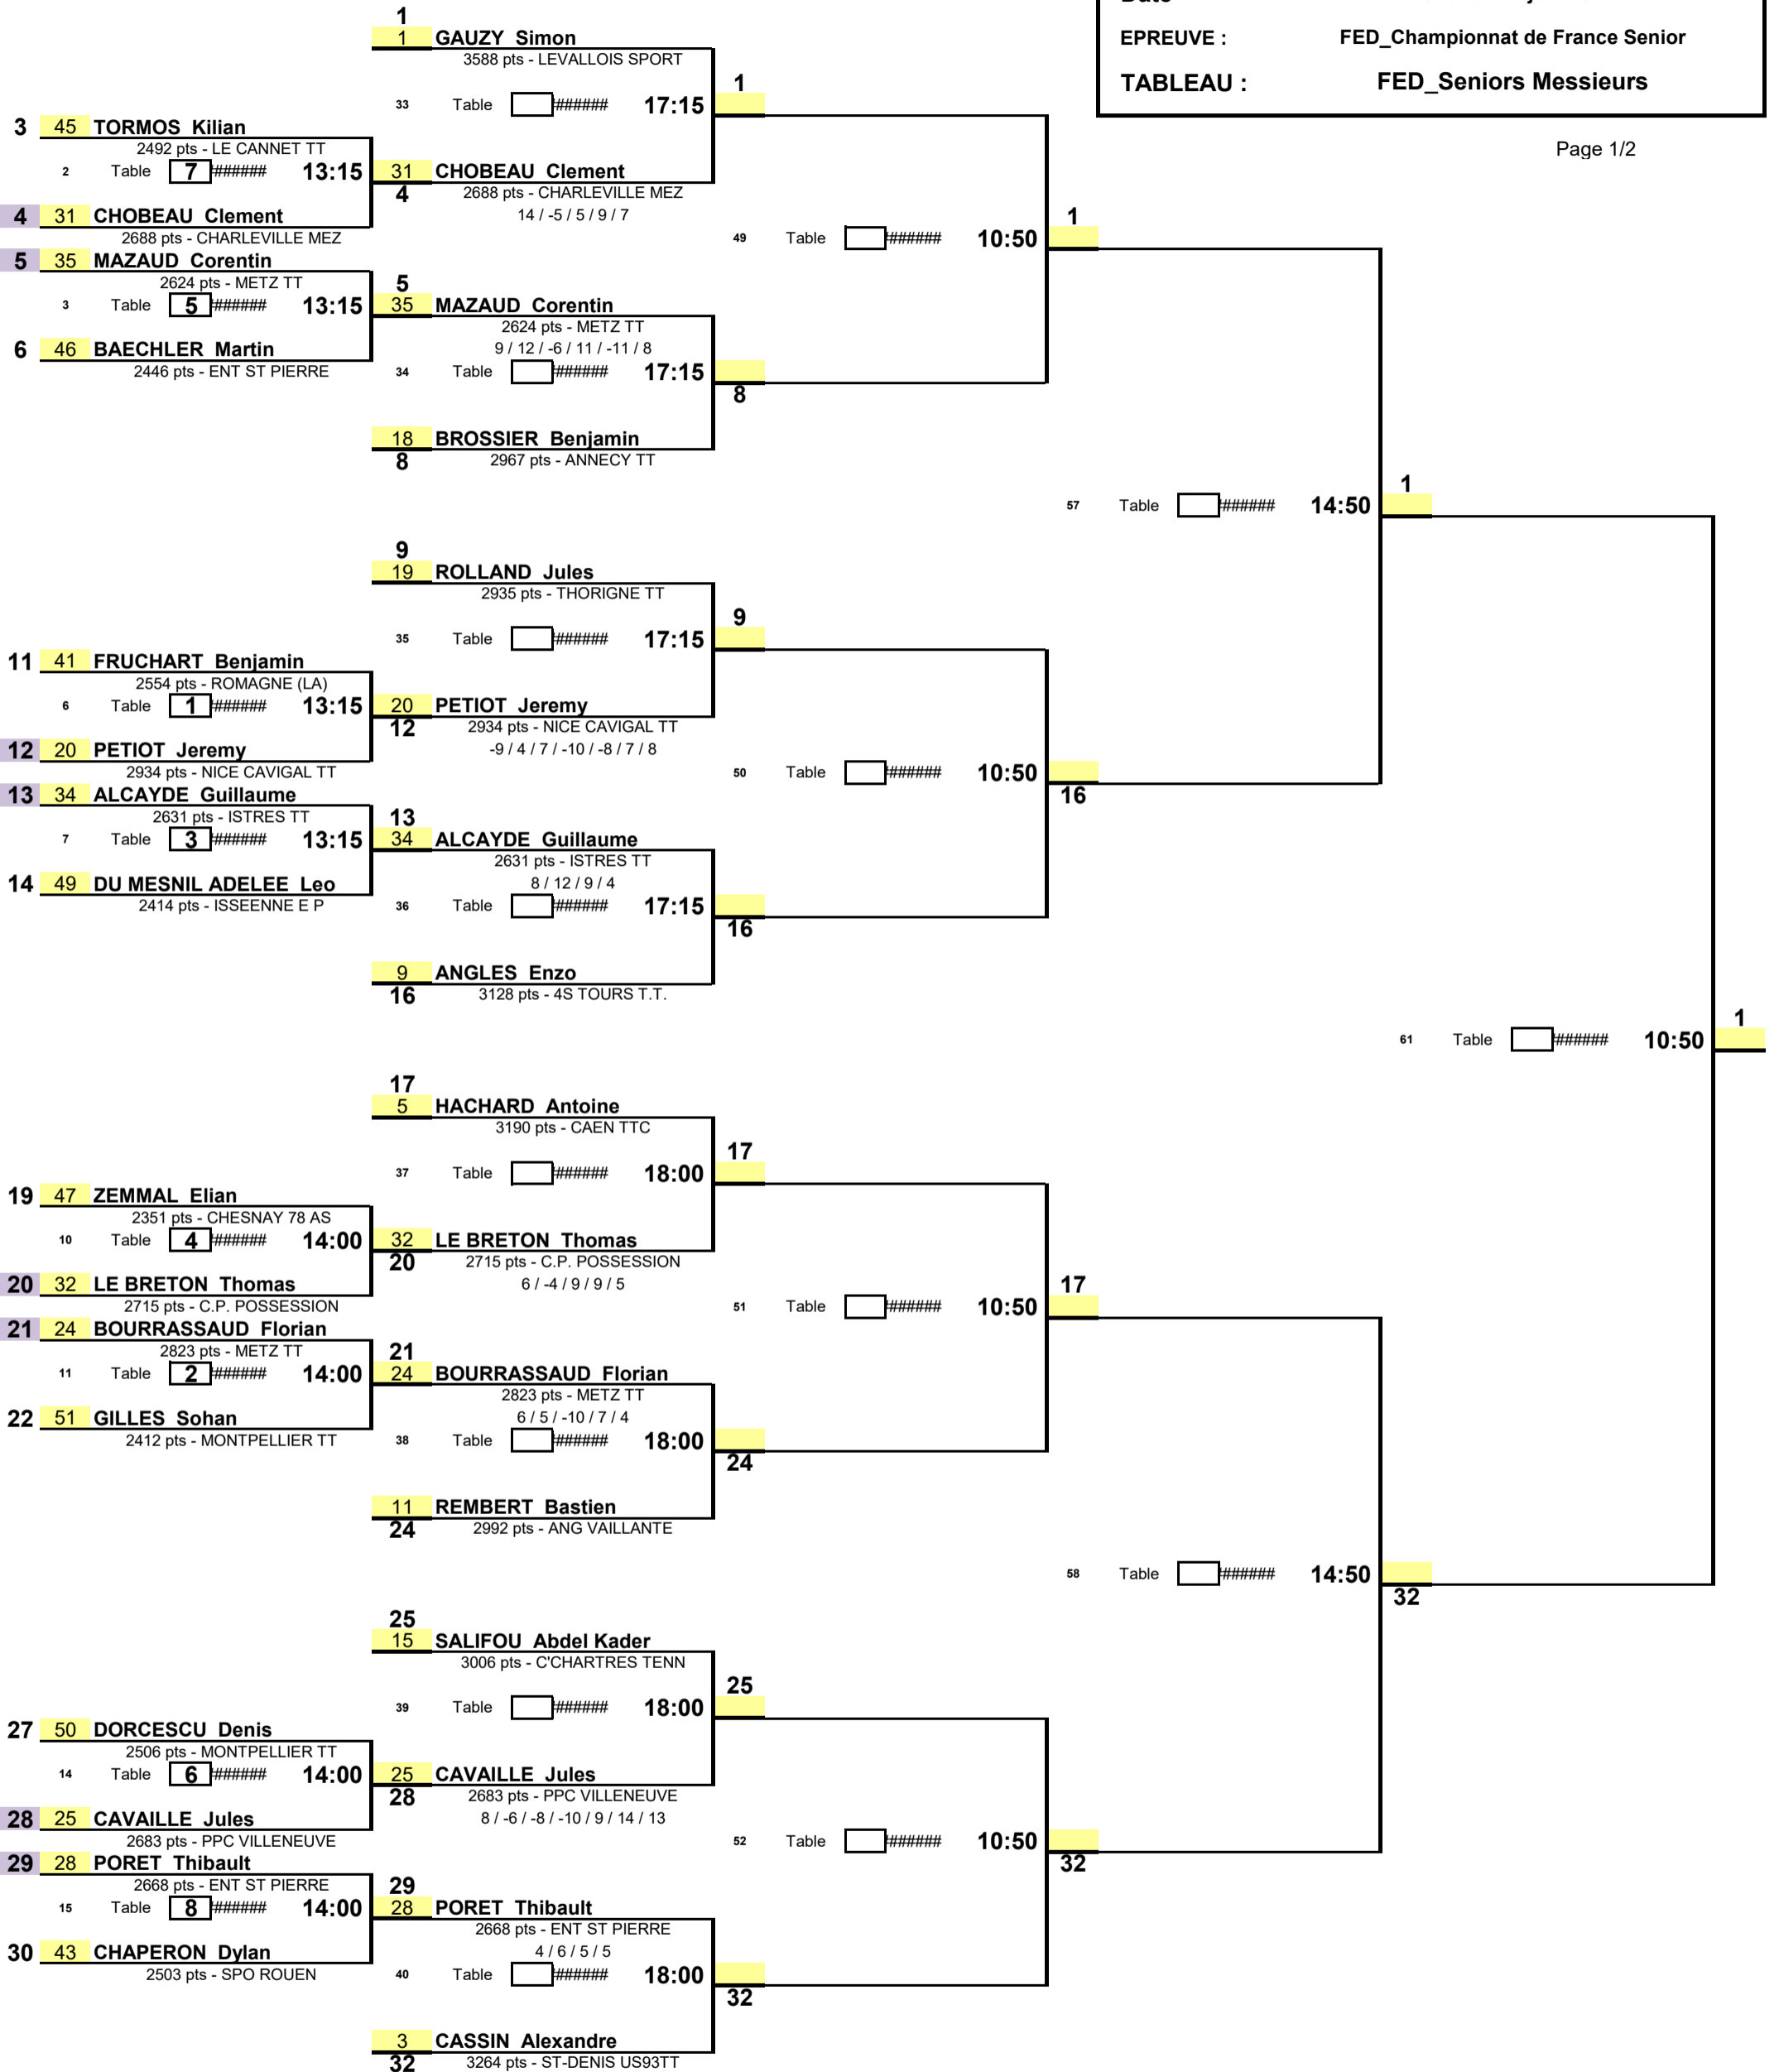 EPREUVE : FED_Championnat de France Senior
TABLEAU : FED_Seniors Messieurs
Page 1/2
1
1 GAUZY Simon
3588 pts - LEVALLOIS SPORT
33 Table ###### 17:15
1
3 45 TORMOS Kilian
2492 pts - LE CANNET TT
2 Table 7 ###### 13:15
31 CHOBEAU Clement
4
2688 pts - CHARLEVILLE MEZ
14 / -5 / 5 / 9 / 7
4 31 CHOBEAU Clement
2688 pts - CHARLEVILLE MEZ
49 Table ###### 10:50
1
5 35 MAZAUD Corentin
2624 pts - METZ TT
3 Table 5 ###### 13:15
5
35 MAZAUD Corentin
2624 pts - METZ TT
9 / 12 / -6 / 11 / -11 / 8
6 46 BAECHLER Martin
2446 pts - ENT ST PIERRE
34 Table ###### 17:15
8
18 BROSSIER Benjamin
8
2967 pts - ANNECY TT
57 Table ###### 14:50
1
9
19 ROLLAND Jules
2935 pts - THORIGNE TT
35 Table ###### 17:15
9
11 41 FRUCHART Benjamin
2554 pts - ROMAGNE (LA)
6 Table 1 ###### 13:15
20 PETIOT Jeremy
12
2934 pts - NICE CAVIGAL TT
-9 / 4 / 7 / -10 / -8 / 7 / 8
12 20 PETIOT Jeremy
2934 pts - NICE CAVIGAL TT
50 Table ###### 10:50
16
13 34 ALCAYDE Guillaume
2631 pts - ISTRES TT
7 Table 3 ###### 13:15
13
34 ALCAYDE Guillaume
2631 pts - ISTRES TT
8 / 12 / 9 / 4
14 49 DU MESNIL ADELEE Leo
2414 pts - ISSEENNE E P
36 Table ###### 17:15
16
9 ANGLES Enzo
16
3128 pts - 4S TOURS T.T.
61 Table ###### 10:50
1
17
5 HACHARD Antoine
3190 pts - CAEN TTC
37 Table ###### 18:00
17
19 47 ZEMMAL Elian
2351 pts - CHESNAY 78 AS
10 Table 4 ###### 14:00
32 LE BRETON Thomas
20
2715 pts - C.P. POSSESSION
6 / -4 / 9 / 9 / 5
20 32 LE BRETON Thomas
2715 pts - C.P. POSSESSION
51 Table ###### 10:50
17
21 24 BOURRASSAUD Florian
2823 pts - METZ TT
11 Table 2 ###### 14:00
21
24 BOURRASSAUD Florian
2823 pts - METZ TT
6 / 5 / -10 / 7 / 4
22 51 GILLES Sohan
2412 pts - MONTPELLIER TT
38 Table ###### 18:00
24
11 REMBERT Bastien
24
2992 pts - ANG VAILLANTE
58 Table ###### 14:50
32
25
15 SALIFOU Abdel Kader
3006 pts - C'CHARTRES TENN
39 Table ###### 18:00
25
27 50 DORCESCU Denis
2506 pts - MONTPELLIER TT
14 Table 6 ###### 14:00
25 CAVAILLE Jules
28
2683 pts - PPC VILLENEUVE
8 / -6 / -8 / -10 / 9 / 14 / 13
28 25 CAVAILLE Jules
2683 pts - PPC VILLENEUVE
52 Table ###### 10:50
32
29 28 PORET Thibault
2668 pts - ENT ST PIERRE
15 Table 8 ###### 14:00
29
28 PORET Thibault
2668 pts - ENT ST PIERRE
4 / 6 / 5 / 5
30 43 CHAPERON Dylan
2503 pts - SPO ROUEN
40 Table ###### 18:00
32
3 CASSIN Alexandre
32
3264 pts - ST-DENIS US93TT